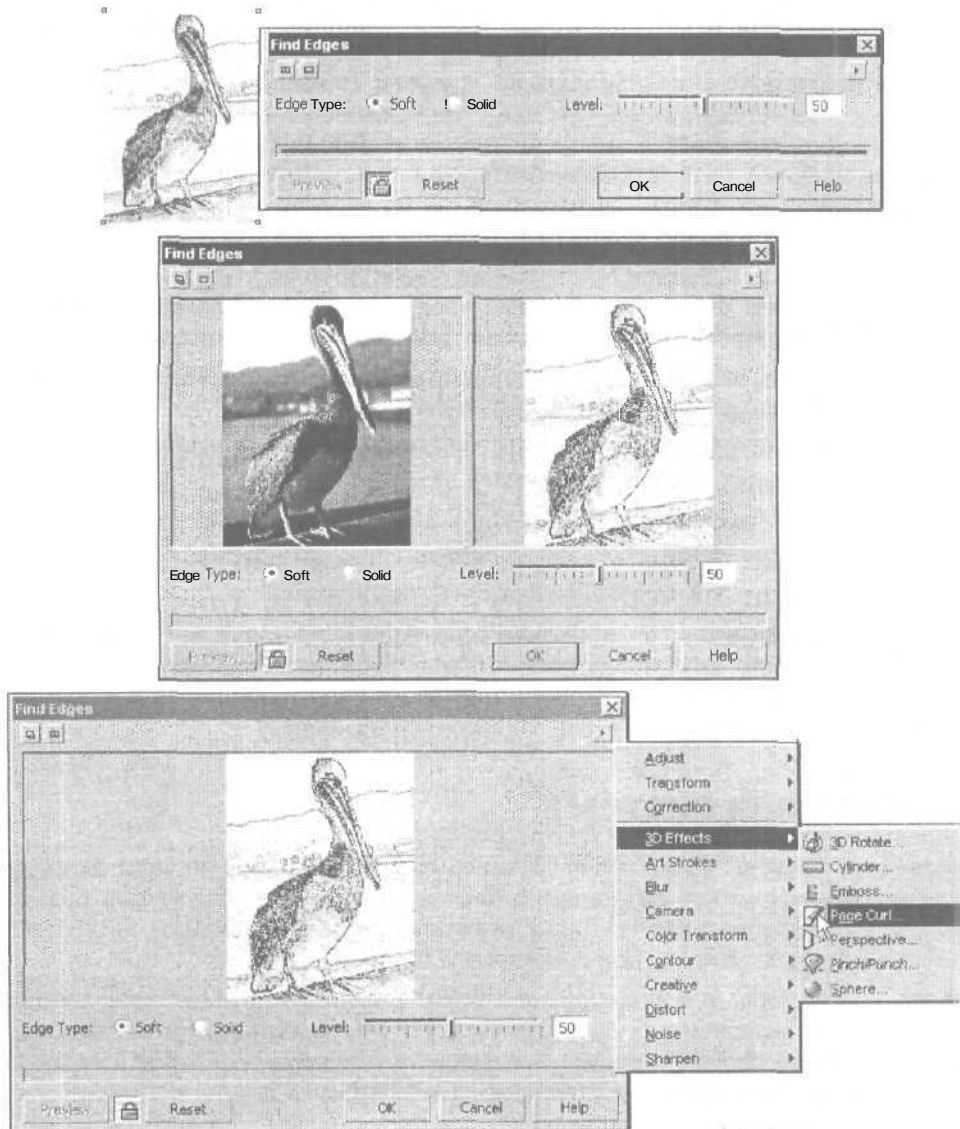 Find Edges
Edge Type: Soft Solid Level: 50
Preview Reset OK Cancel Help
Find Edges
Edge Type: Soft Solid Level: 50
Preview Reset OK Cancel Help
Find Edges
Edge Type: Soft Solid Level: 50
Preview Reset OK Cancel Help
Adjust
Transform
Correction
3D Effects
Art Strokes
Blur
Camera
Color Transform
Contour
Creative
Distort
Noise
Sharpen
3D Rotate...
Cylinder...
Emboss...
Page Curl...
Perspective...
Pinch/Punch...
Sphere...